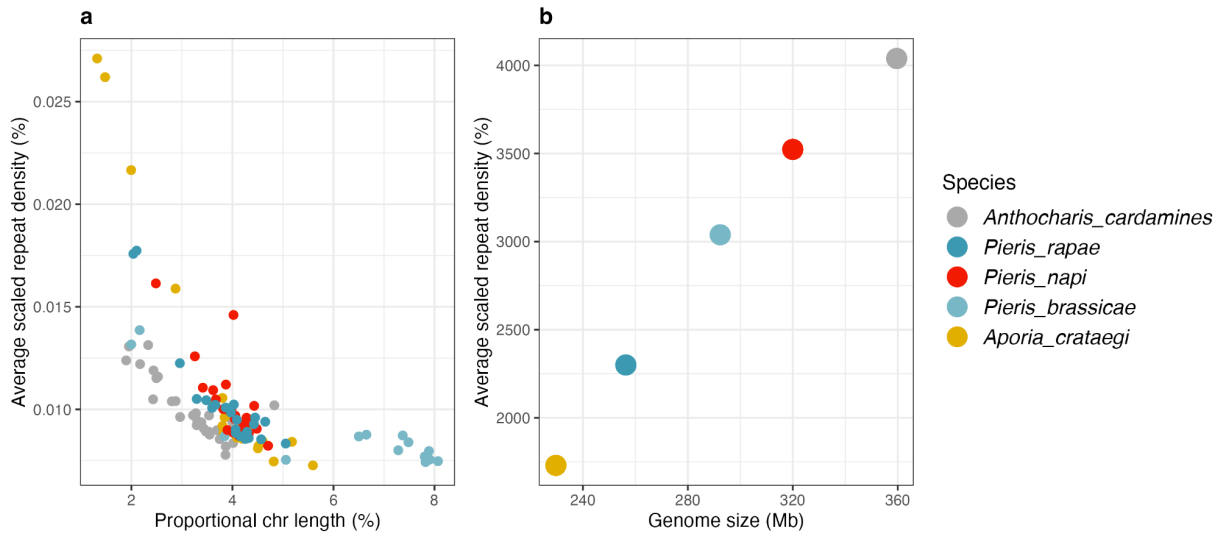 a
Average scaled repeat density (%)
0.025
0.020
0.015
0.010
2 4 6 8
Proportional chr length (%)
b
Average scaled repeat density (%)
4000
3500
3000
2500
2000
240 280 320 360
Genome size (Mb)
Species
Anthocharis_cardamines
Pieris_rapae
Pieris_napi
Pieris_brassicae
Aporia_crataegi